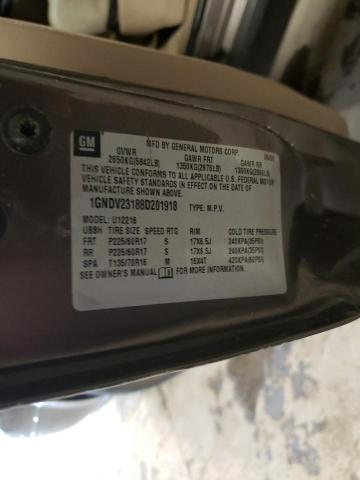 GM
MFD BY GENERAL MOTORS CORP
GVWR GAWR FRT GAWR RR
2650KG(5842LB) 1350KG(2976LB)
THIS VEHICLE CONFORMS TO ALL APPLICABLE U.S. FEDERAL MOTOR
VEHICLE SAFETY STANDARDS IN EFFECT ON THE DATE OF
MANUFACTURE SHOWN ABOVE.
1GNDV23188D201918 TYPE: M.P.V.
MODEL: U12216
TIRE SIZE SPEED RTG RIM COLD TIRE PRESSURE
FRT P225/60R17 S 17X6.5J 240KPA(35PSI)
RR P225/60R17 S 17X6.5J 240KPA(35PSI)
SPA T135/70R16 M 16X4T 420KPA(60PSI)
SEE OWNER'S MANUAL FOR MORE INFORMATION